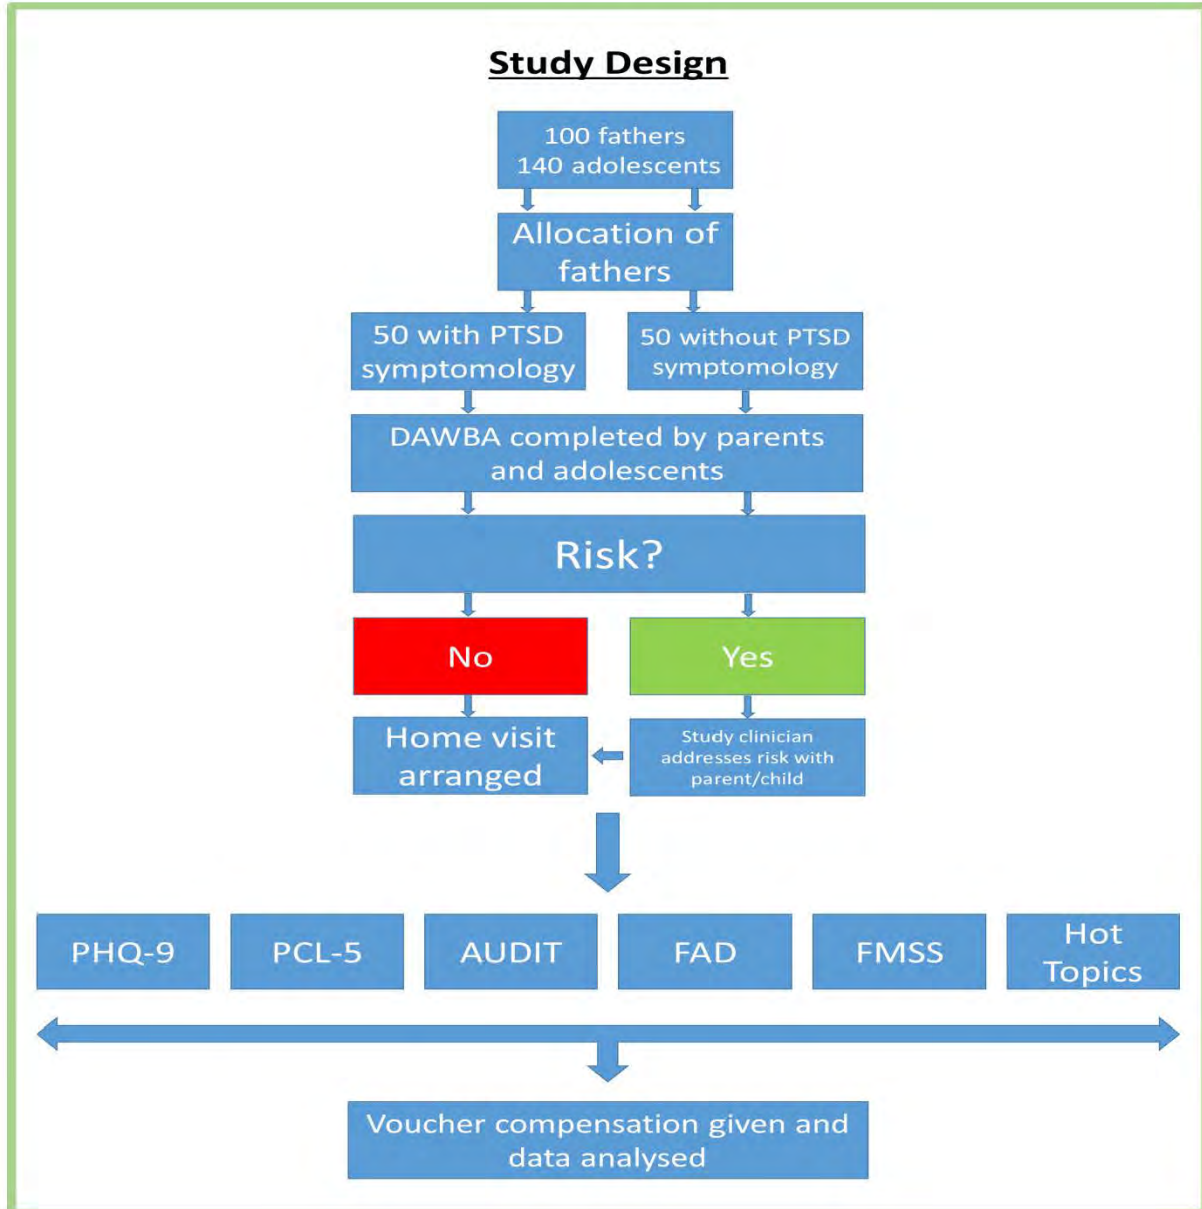 Study Design
100 fathers
140 adolescents
Allocation of
fathers
50 with PTSD
symptomology
50 without PTSD
symptomology
DAWBA completed by parents
and adolescents
Risk?
No
Yes
Home visit
arranged
Study clinician
addresses risk with
parent/child
PHQ-9
PCL-5
AUDIT
FAD
FMSS
Hot
Topics
Voucher compensation given and
data analysed